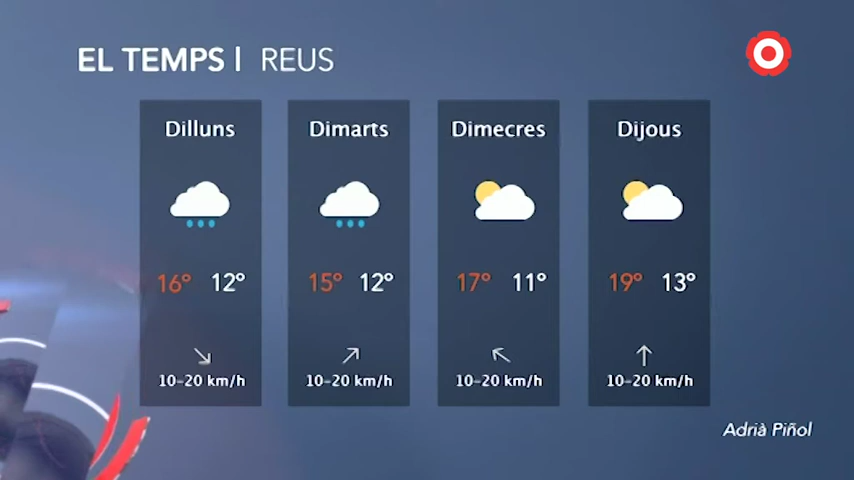 EL TEMPS | REUS
Dilluns Dimarts Dimecres Dijous
16° 12° 15° 12° 17° 11° 19° 13°
10-20 km/h 10-20 km/h 10-20 km/h 10-20 km/h
Adrià Piñol